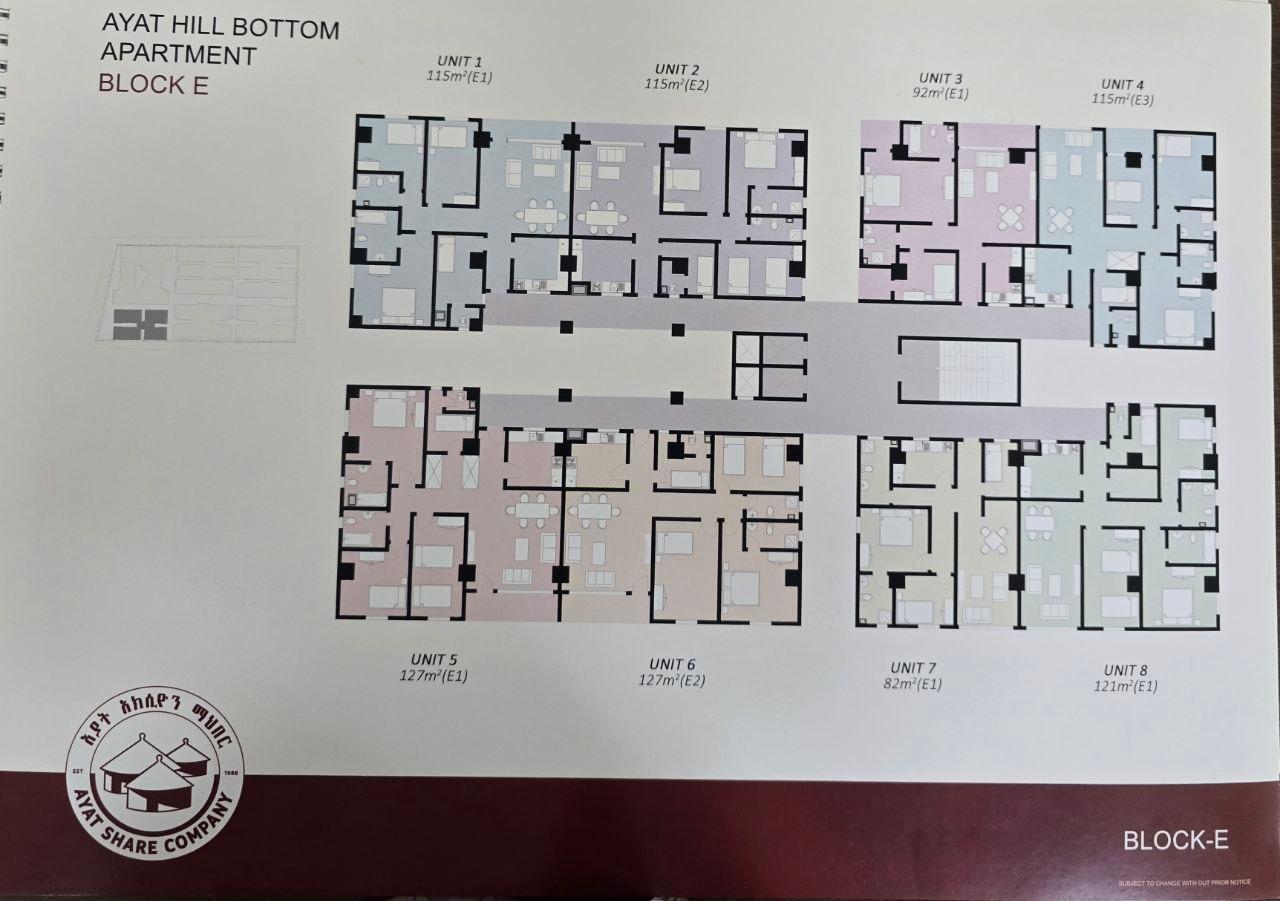 AYAT HILL BOTTOM
APARTMENT
BLOCK E
UNIT 1
115m²(E1)
UNIT 2
115m²(E2)
UNIT 3
92m²(E1)
UNIT 4
115m²(E3)
UNIT 5
127m²(E1)
UNIT 6
127m²(E2)
UNIT 7
82m²(E1)
UNIT 8
121m²(E1)
አያት አክሲዮን ማህበር
EST
1986
AYAT SHARE COMPANY
BLOCK-E
SUBJECT TO CHANGE WITH OUT PRIOR NOTICE